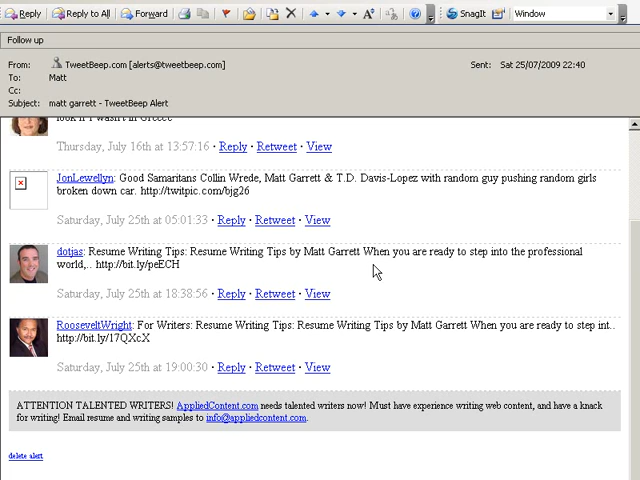 Reply Reply to All Forward SnagIt Window
Follow up
From: TweetBeep.com [alerts@tweetbeep.com] Sent: Sat 25/07/2009 22:40
To: Matt
Cc:
Subject: matt garrett - TweetBeep Alert
look if I wasn't in Greece
Thursday, July 16th at 13:57:16 · Reply · Retweet · View
JonLewellyn: Good Samaritans Collin Wrede, Matt Garrett & T.D. Davis-Lopez with random guy pushing random girls
broken down car. http://twitpic.com/bjg26
Saturday, July 25th at 05:01:33 · Reply · Retweet · View
dotjas: Resume Writing Tips: Resume Writing Tips by Matt Garrett When you are ready to step into the professional
world,.. http://bit.ly/peECH
Saturday, July 25th at 18:38:56 · Reply · Retweet · View
RooseveltWright: For Writers: Resume Writing Tips: Resume Writing Tips by Matt Garrett When you are ready to step int..
http://bit.ly/17QXcX
Saturday, July 25th at 19:00:30 · Reply · Retweet · View
ATTENTION TALENTED WRITERS! AppliedContent.com needs talented writers now! Must have experience writing web content, and have a knack
for writing! Email resume and writing samples to info@appliedcontent.com.
delete alert